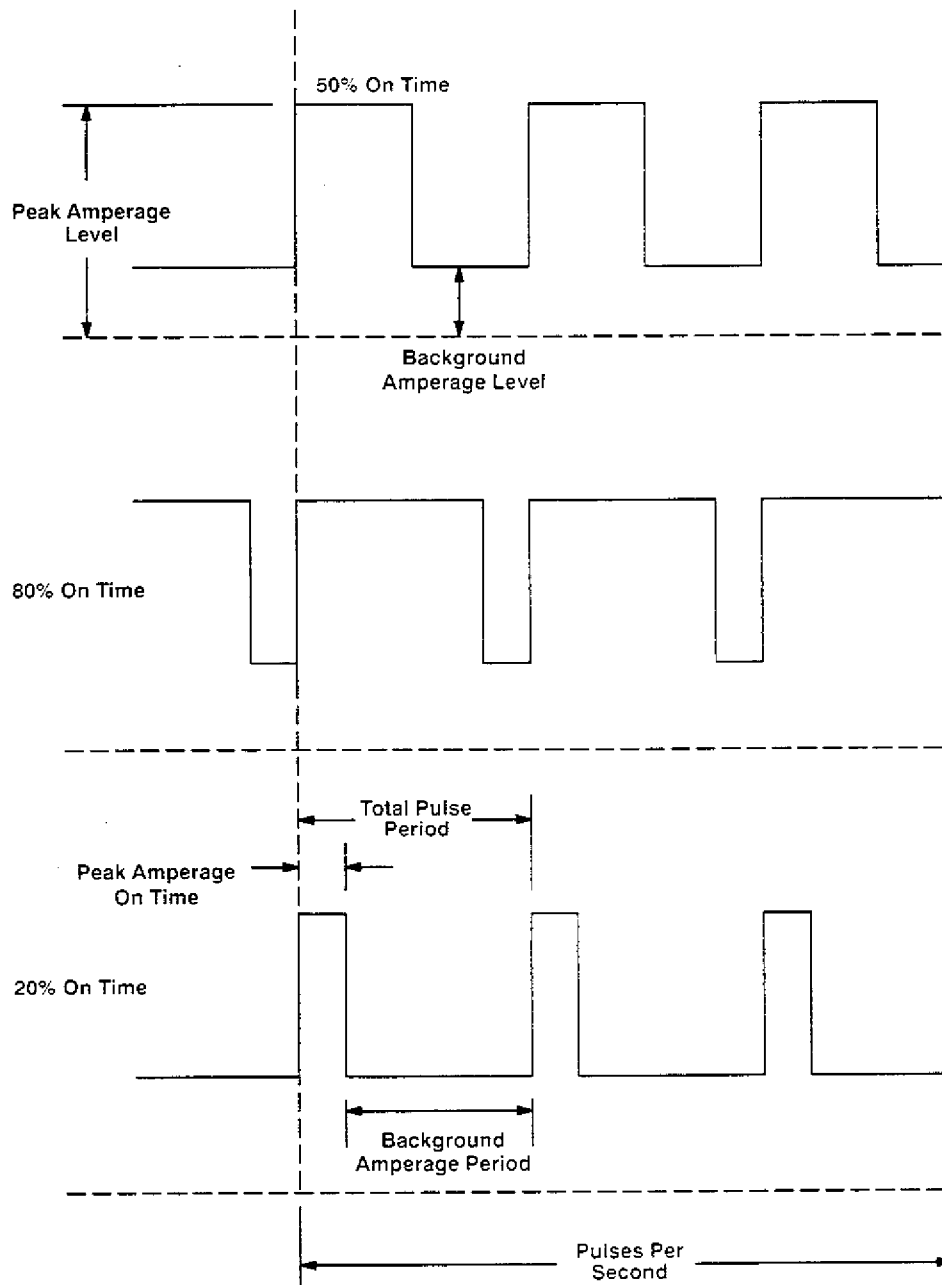 50% On Time
Peak Amperage
Level
Background
Amperage Level
80% On Time
Total Pulse
Period
Peak Amperage
On Time
20% On Time
Background
Amperage Period
Pulses Per
Second